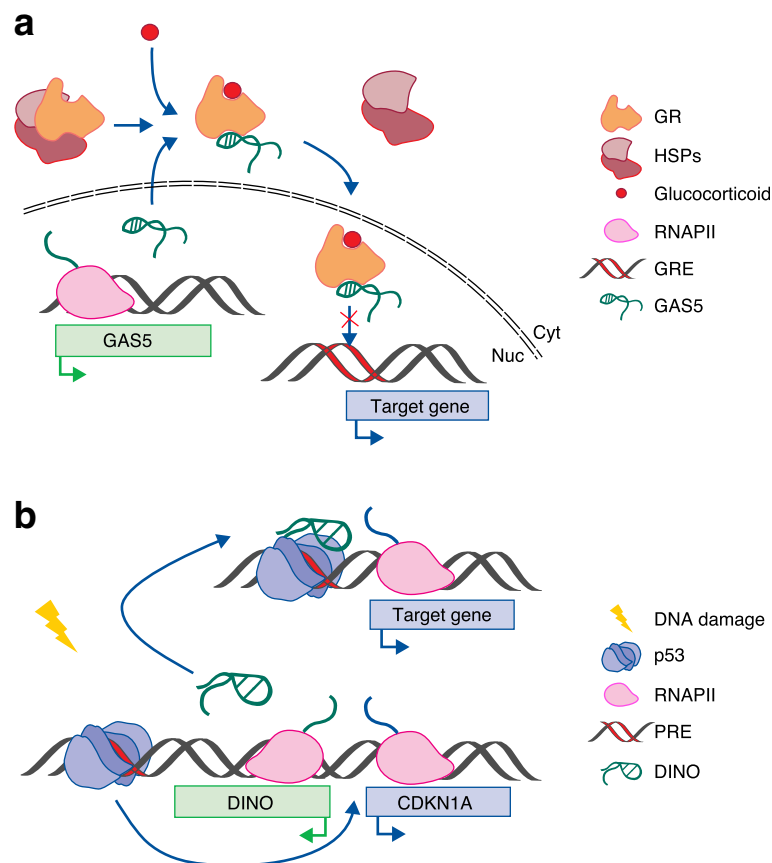 a
GR
HSPs
Glucocorticoid
RNAPII
GRE
GAS5
GAS5
Cyt
Nuc
Target gene
b
Target gene
DNA damage
p53
RNAPII
PRE
DINO
DINO
CDKN1A